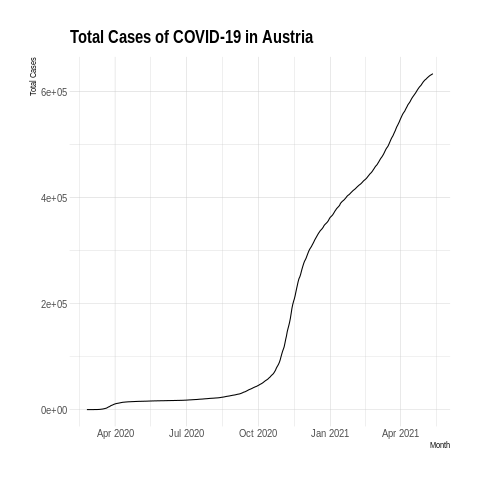 Total Cases of COVID-19 in Austria
Total Cases
6e+05
4e+05
2e+05
0e+00
Apr 2020 Jul 2020 Oct 2020 Jan 2021 Apr 2021
Month